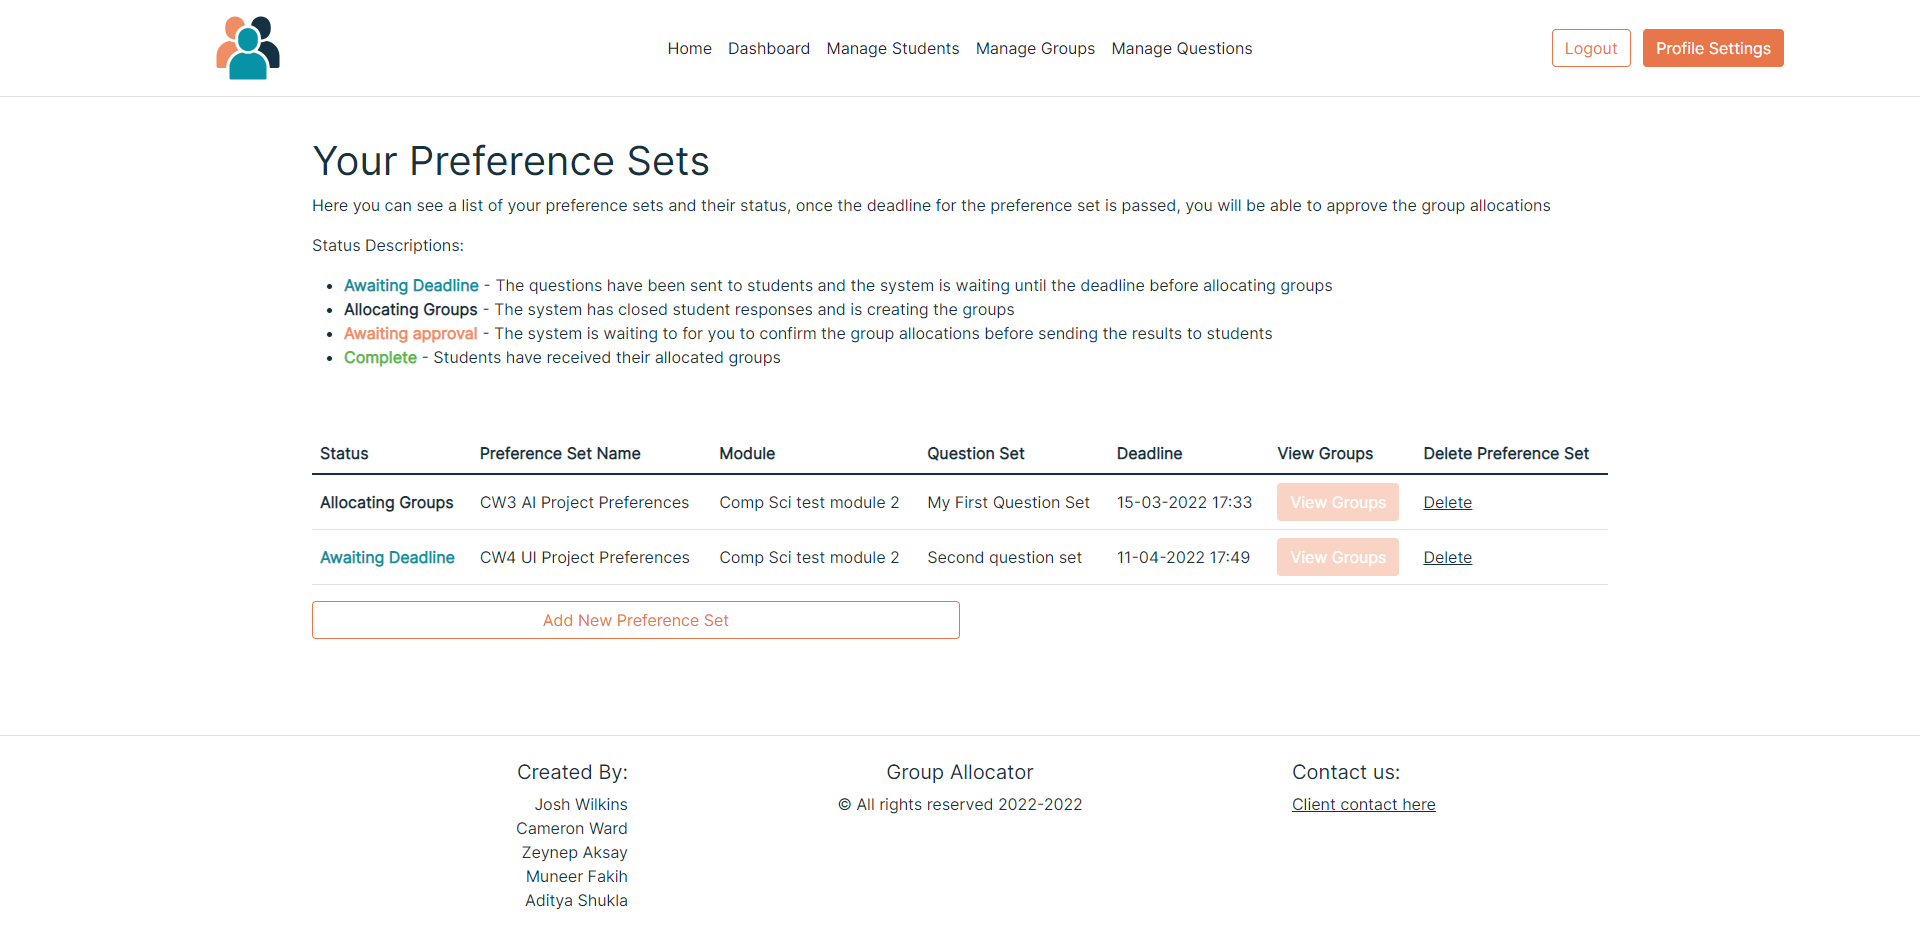 Home Dashboard Manage Students Manage Groups Manage Questions Logout Profile Settings
Your Preference Sets
Here you can see a list of your preference sets and their status, once the deadline for the preference set is passed, you will be able to approve the group allocations
Status Descriptions:
Awaiting Deadline - The questions have been sent to students and the system is waiting until the deadline before allocating groups
Allocating Groups - The system has closed student responses and is creating the groups
Awaiting approval - The system is waiting to for you to confirm the group allocations before sending the results to students
Complete - Students have received their allocated groups
Status Preference Set Name Module Question Set Deadline View Groups Delete Preference Set
Allocating Groups CW3 AI Project Preferences Comp Sci test module 2 My First Question Set 15-03-2022 17:33 View Groups Delete
Awaiting Deadline CW4 UI Project Preferences Comp Sci test module 2 Second question set 11-04-2022 17:49 View Groups Delete
Add New Preference Set
Created By:
Josh Wilkins
Cameron Ward
Zeynep Aksay
Muneer Fakih
Aditya Shukla
Group Allocator
© All rights reserved 2022-2022
Contact us:
Client contact here